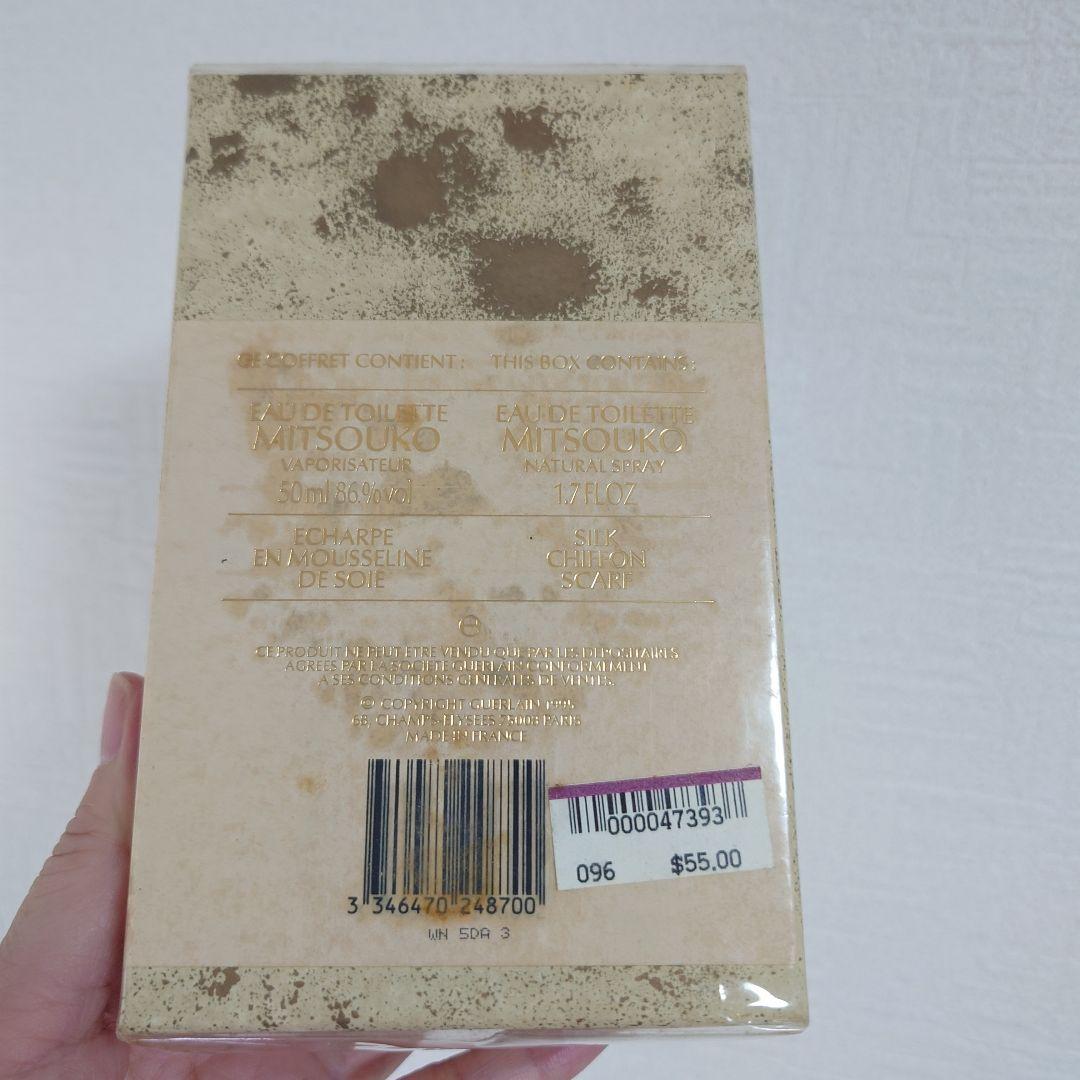 CE COFFRET CONTIENT : THIS BOX CONTAINS :
EAU DE TOILETTE
MITSOUKO
VAPORISATEUR
50 ml 86.% vol
EAU DE TOILETTE
MITSOUKO
NATURAL SPRAY
1.7 FL OZ
ECHARPE
EN MOUSSELINE
DE SOIE
SILK
CHIFFON
SCARF
CE PRODUIT NE PEUT ETRE VENDU QUE PAR LES DEPOSITAIRES
AGREES PAR LA SOCIETE GUERLAIN CONFORMEMENT
A SES CONDITIONS GENERALES DE VENTES.
© COPYRIGHT GUERLAIN 1995
68, CHAMPS-ELYSEES 75008 PARIS
MADE IN FRANCE
3 346470 248700
WN 5DA 3
000047393
096 $55.00